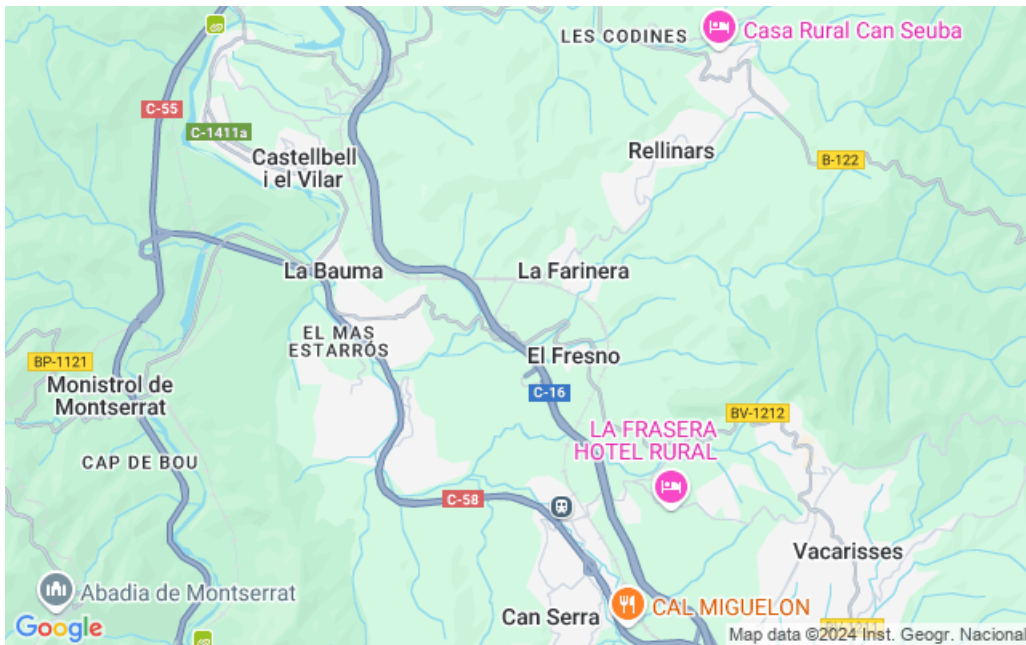 LES CODINES
Casa Rural Can Seuba
C-55
C-1411a
Castellbell
i el Vilar
Rellinars
B-122
La Bauma
La Farinera
EL MAS
ESTARRÓS
El Fresno
BP-1121
Monistrol de
Montserrat
C-16
BV-1212
LA FRASERA
HOTEL RURAL
CAP DE BOU
C-58
Vacarisses
Abadia de Montserrat
CAL MIGUELON
Can Serra
Google
Map data ©2024 Inst. Geogr. Nacional